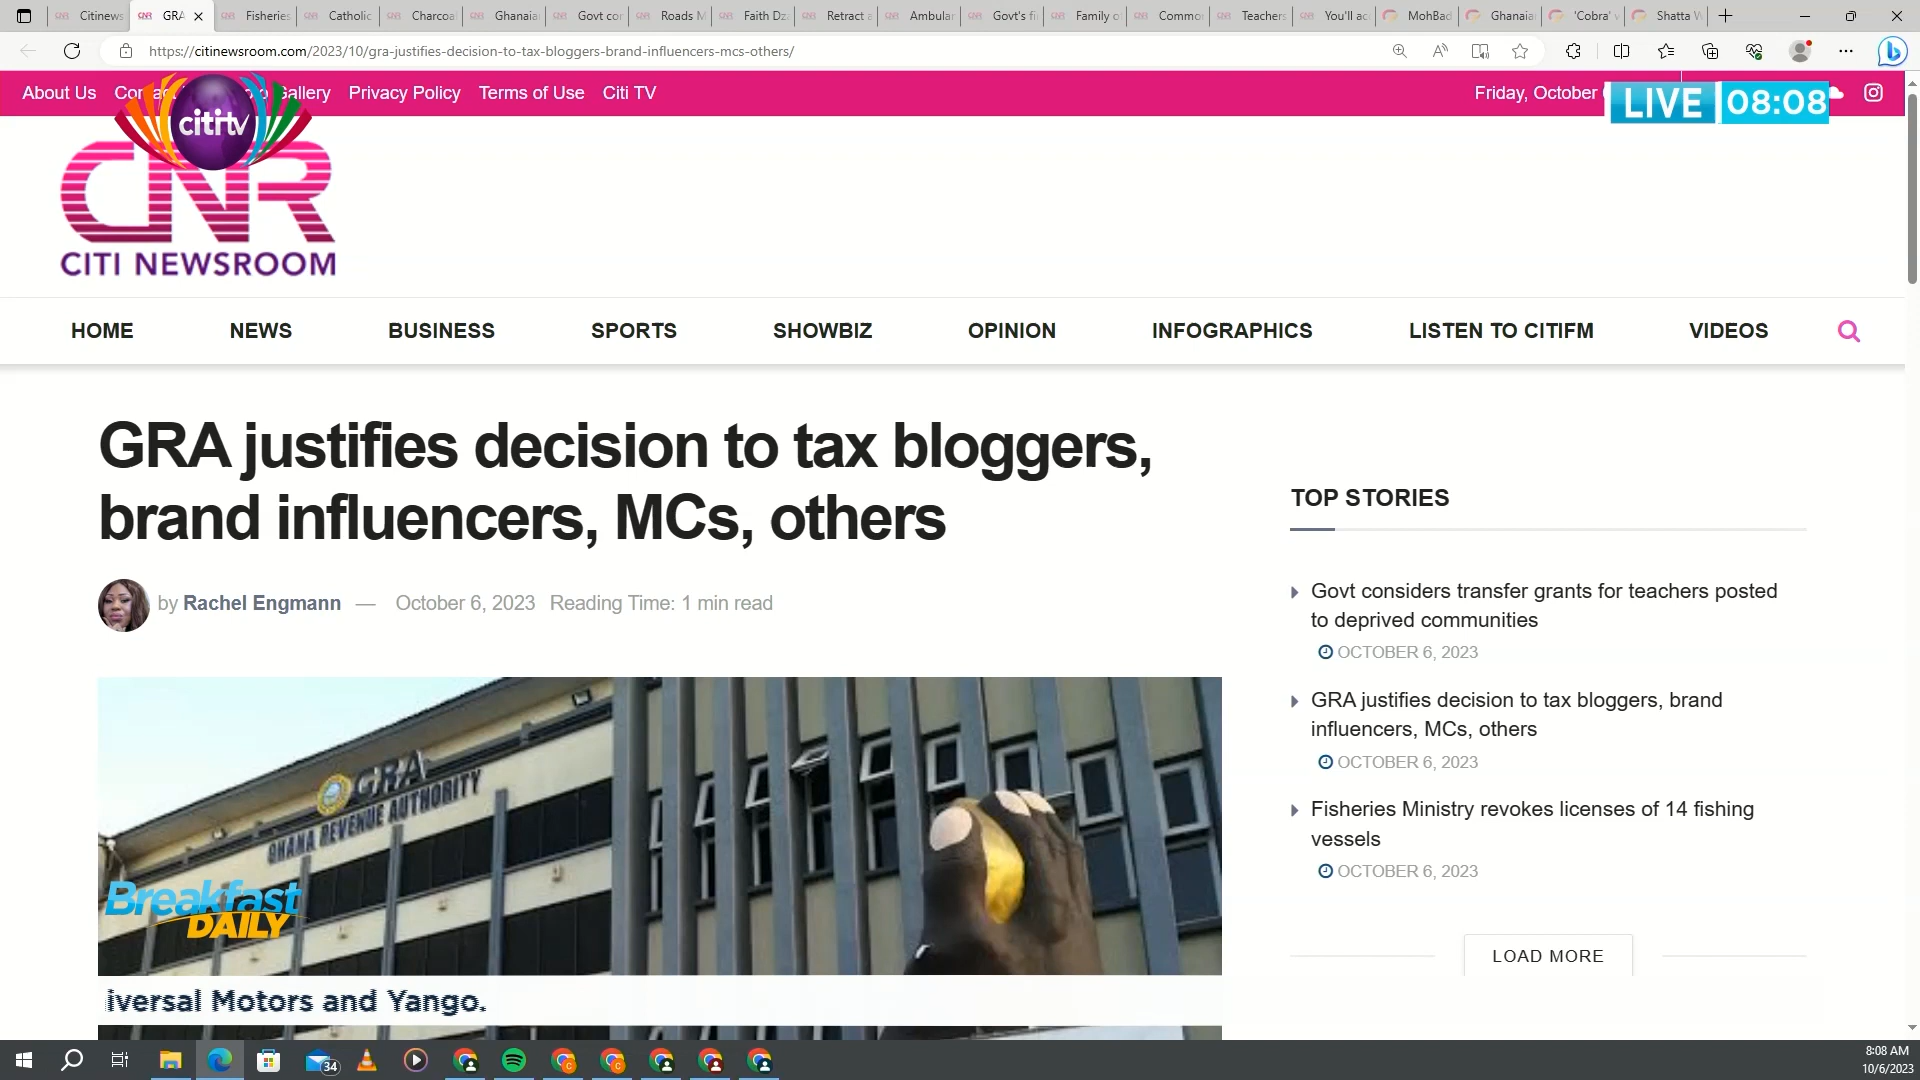 Citinews
GRA
Fisheries
Catholic
Charcoa
Ghanaia
Govt co
Roads M
Faith Dz
Retract a
Ambular
Govt's fi
Family o
Commo
Teachers
You'll ac
MohBad
Ghanaia
'Cobra' v
Shatta W
https://citinewsroom.com/2023/10/gra-justifies-decision-to-tax-bloggers-brand-influencers-mcs-others/
About Us
Gallery
Privacy Policy
Terms of Use
Citi TV
Friday, October
LIVE
08:08
cititv
CNR
CITI NEWSROOM
HOME
NEWS
BUSINESS
SPORTS
SHOWBIZ
OPINION
INFOGRAPHICS
LISTEN TO CITIFM
VIDEOS
GRA justifies decision to tax bloggers,
brand influencers, MCs, others
by Rachel Engmann — October 6, 2023 Reading Time: 1 min read
GRA
GHANA REVENUE AUTHORITY
Breakfast
DAILY
iversal Motors and Yango.
TOP STORIES
Govt considers transfer grants for teachers posted
to deprived communities
OCTOBER 6, 2023
GRA justifies decision to tax bloggers, brand
influencers, MCs, others
OCTOBER 6, 2023
Fisheries Ministry revokes licenses of 14 fishing
vessels
OCTOBER 6, 2023
LOAD MORE
34
8:08 AM
10/6/2023